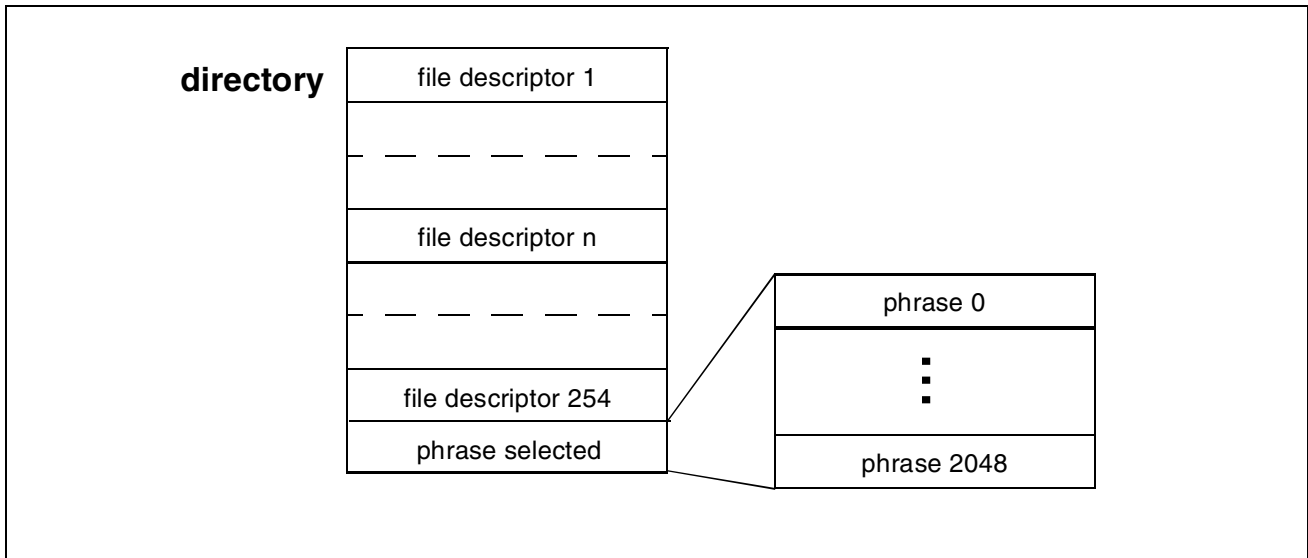 directory
file descriptor 1
file descriptor n
file descriptor 254
phrase selected
phrase 0
phrase 2048